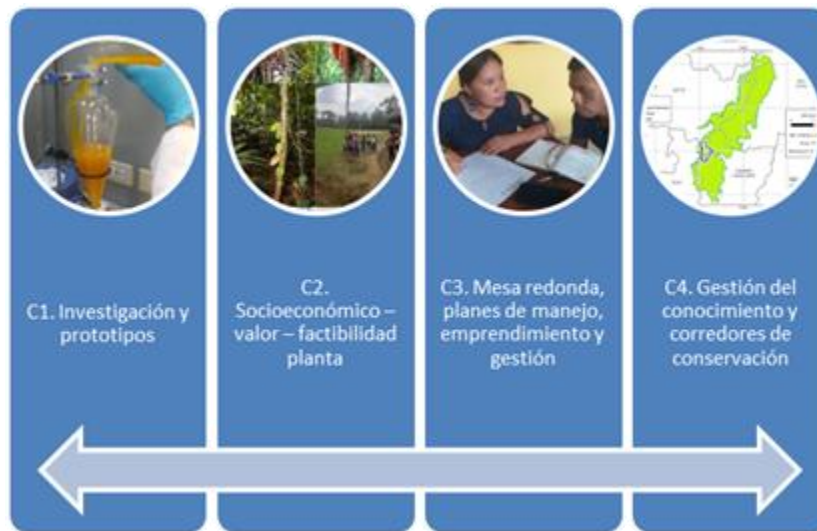 C1. Investigación y
prototipos
C2.
Socioeconómico –
valor – factibilidad
planta
C3. Mesa redonda,
planes de manejo,
emprendimiento y
gestión
C4. Gestión del
conocimiento y
corredores de
conservación